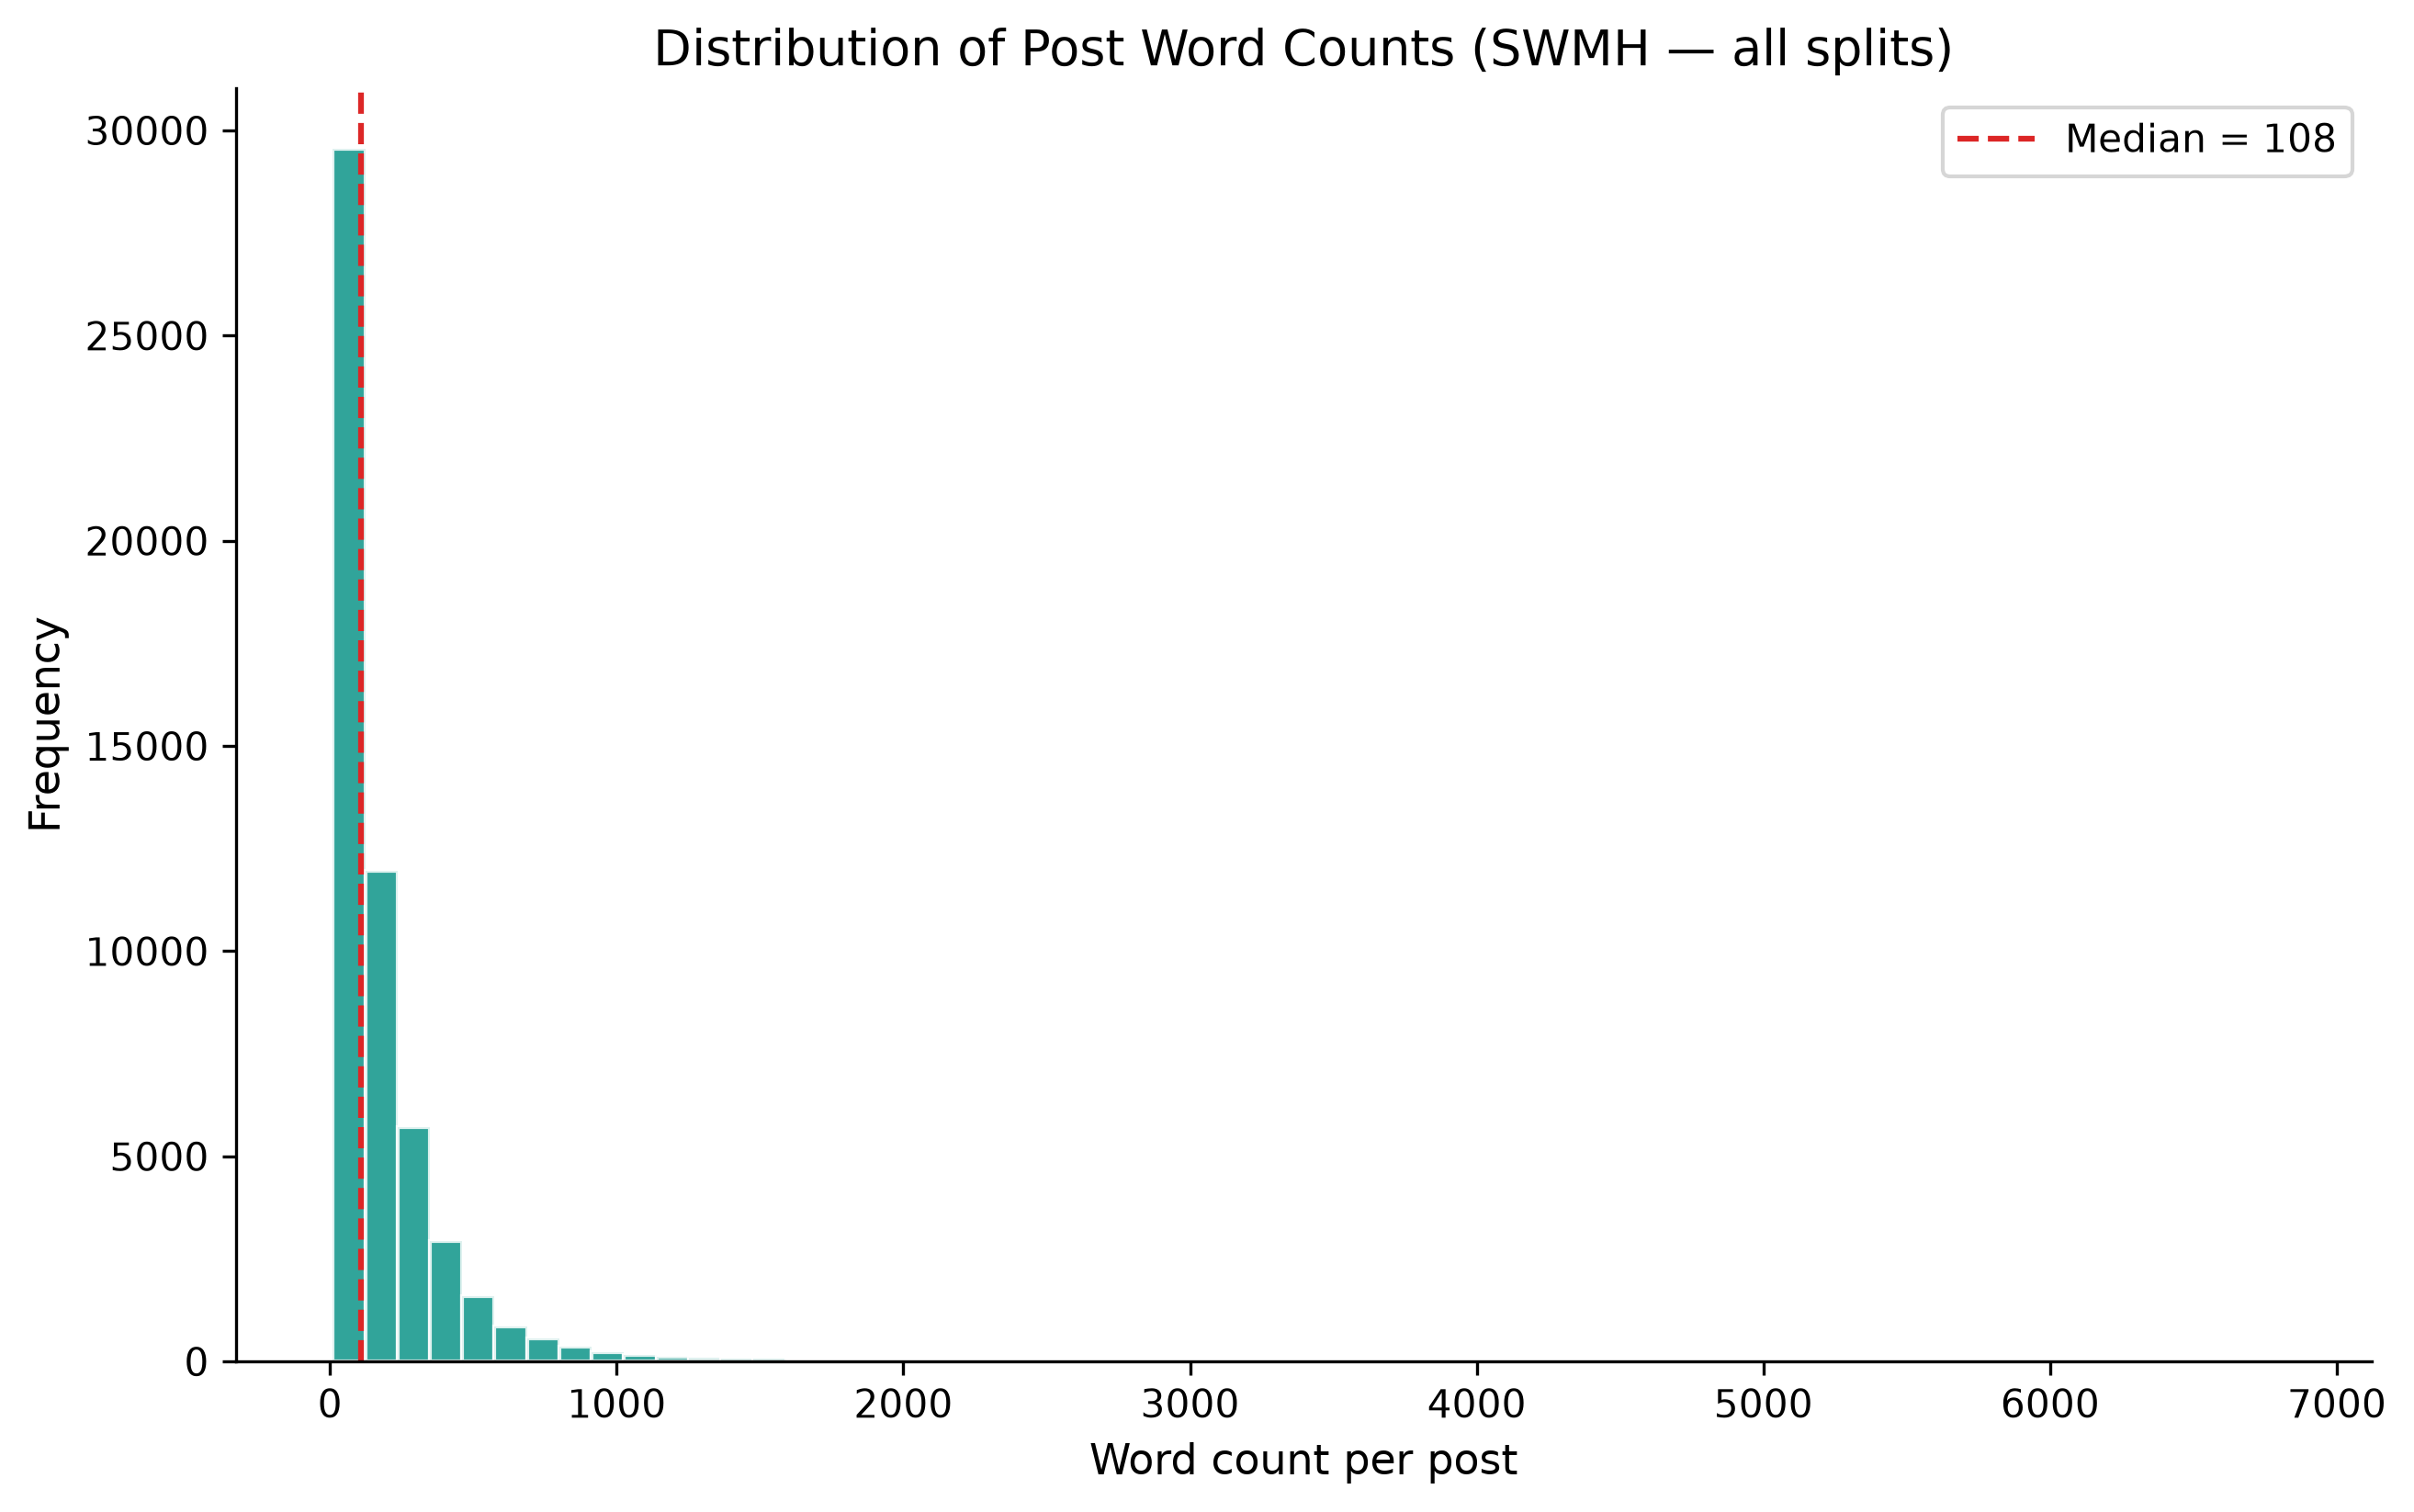 Distribution of Post Word Counts (SWMH — all splits)
Median = 108
Frequency
30000
25000
20000
15000
10000
5000
0
0 1000 2000 3000 4000 5000 6000 7000
Word count per post